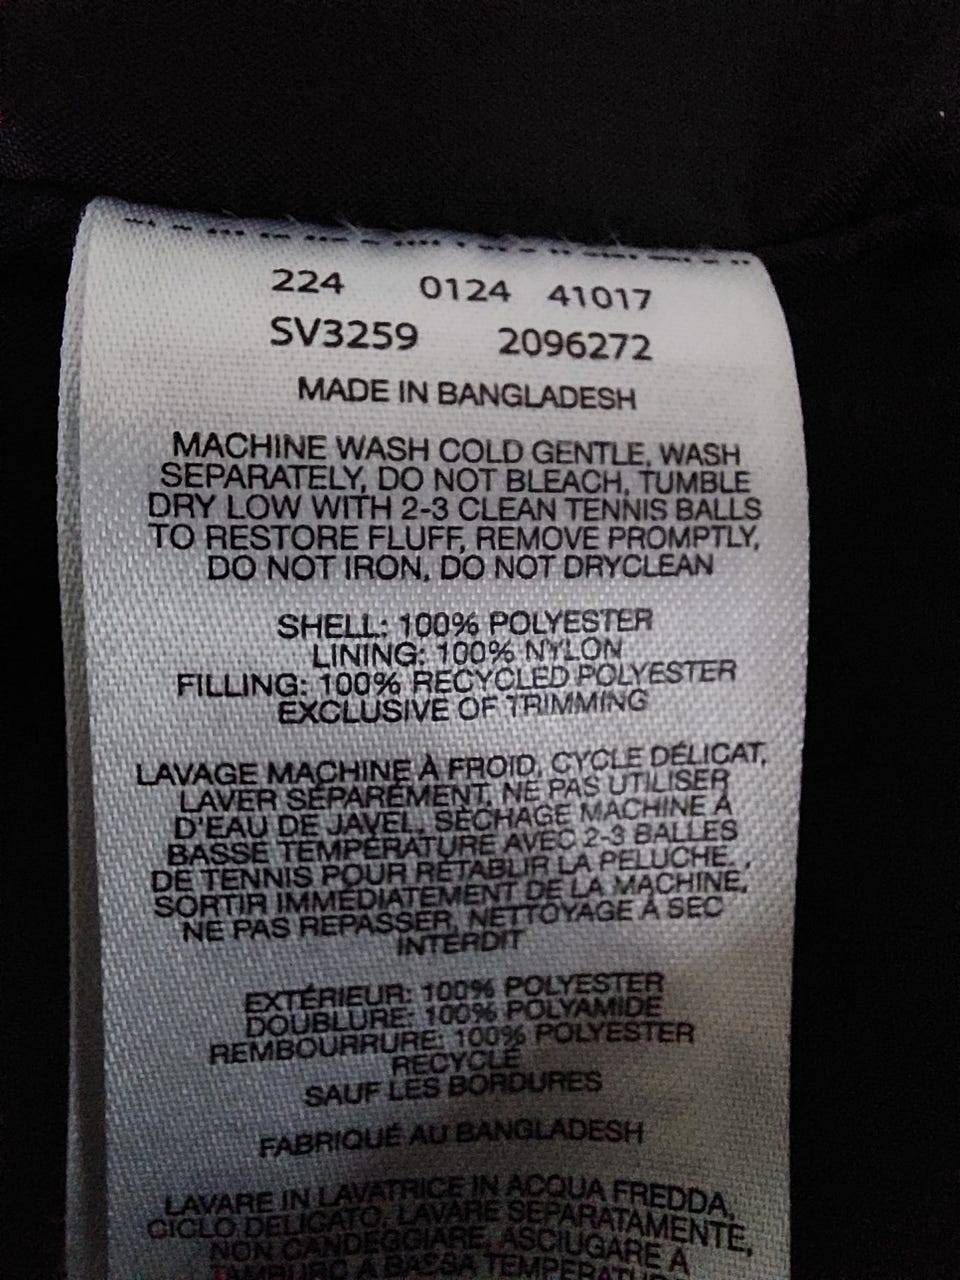 224 0124 41017
SV3259 2096272
MADE IN BANGLADESH
MACHINE WASH COLD GENTLE, WASH
SEPARATELY, DO NOT BLEACH, TUMBLE
DRY LOW WITH 2-3 CLEAN TENNIS BALLS
TO RESTORE FLUFF, REMOVE PROMPTLY,
DO NOT IRON, DO NOT DRYCLEAN
SHELL: 100% POLYESTER
LINING: 100% NYLON
FILLING: 100% RECYCLED POLYESTER
EXCLUSIVE OF TRIMMING
LAVAGE MACHINE À FROID, CYCLE DÉLICAT,
LAVER SÉPARÉMENT, NE PAS UTILISER
D'EAU DE JAVEL, SÉCHAGE MACHINE À
BASSE TEMPÉRATURE AVEC 2-3 BALLES
DE TENNIS POUR RÉTABLIR LA PELUCHE. ,
SORTIR IMMÉDIATEMENT DE LA MACHINE,
NE PAS REPASSER, NETTOYAGE À SEC
INTERDIT
EXTÉRIEUR: 100% POLYESTER
DOUBLURE: 100% POLYAMIDE
REMBOURRURE: 100% POLYESTER
RECYCLÉ
SAUF LES BORDURES
FABRIQUÉ AU BANGLADESH
LAVARE IN LAVATRICE IN ACQUA FREDDA,
CICLO DELICATO, LAVARE SEPARATAMENTE,
NON CANDEGGIARE, ASCIUGARE A
TAMBURO A BASSA